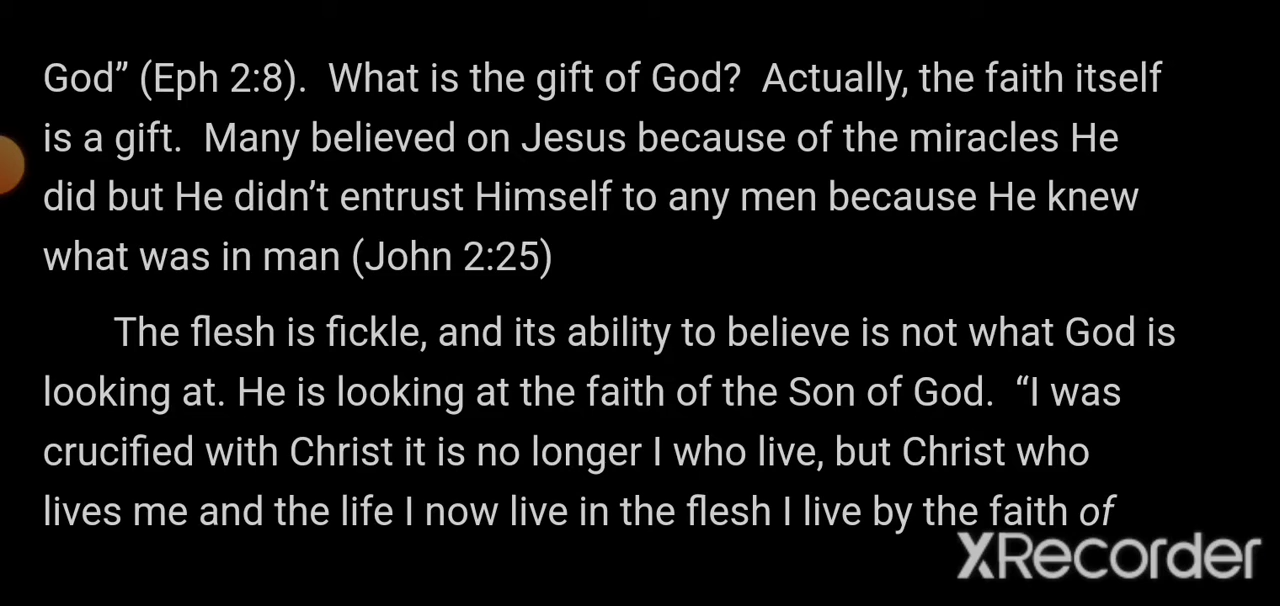 God” (Eph 2:8).  What is the gift of God?  Actually, the faith itself
is a gift.  Many believed on Jesus because of the miracles He
did but He didn’t entrust Himself to any men because He knew
what was in man (John 2:25)
The flesh is fickle, and its ability to believe is not what God is
looking at. He is looking at the faith of the Son of God.  “I was
crucified with Christ it is no longer I who live, but Christ who
lives me and the life I now live in the flesh I live by the faith of
XRecorder